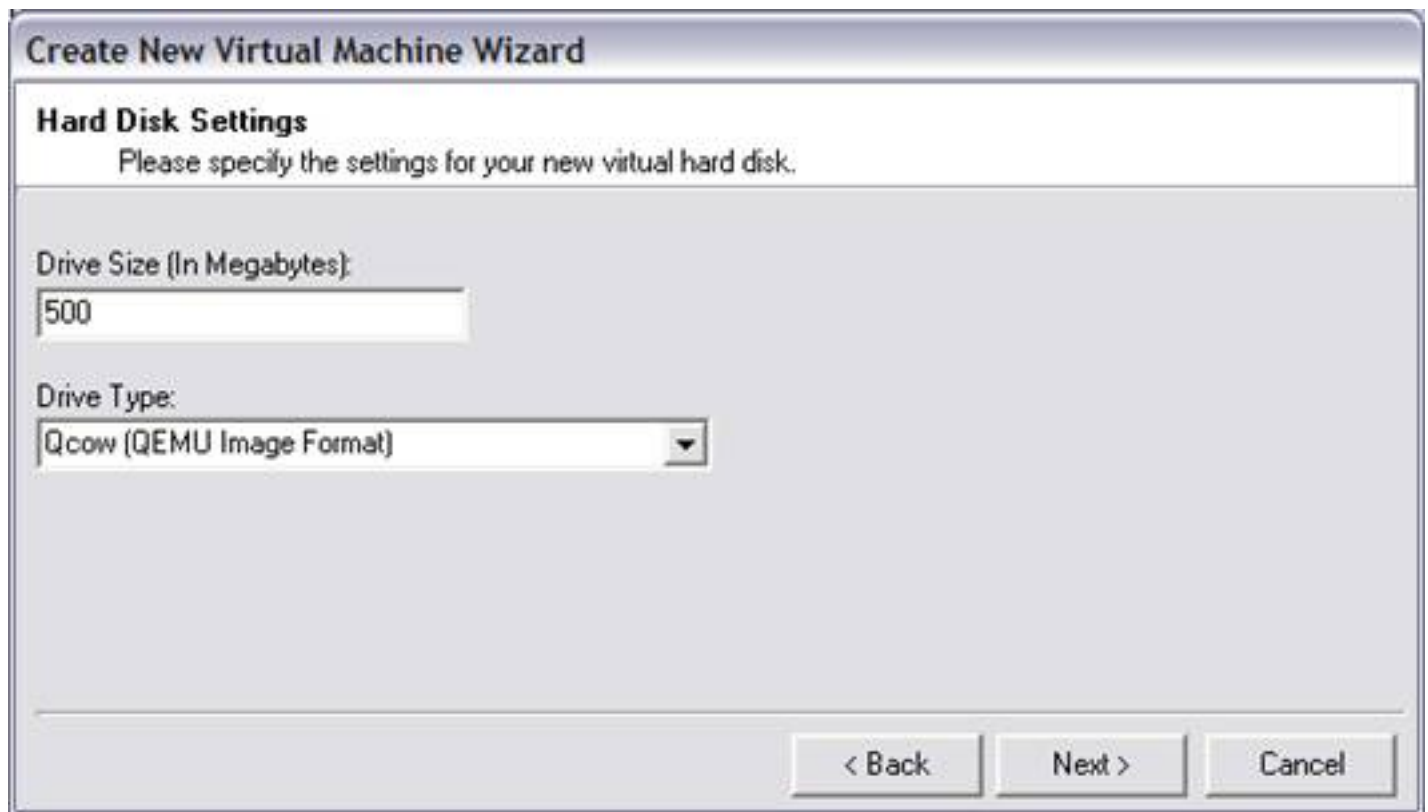 Create New Virtual Machine Wizard
Hard Disk Settings
Please specify the settings for your new virtual hard disk.
Drive Size (In Megabytes):
500
Drive Type:
Qcow (QEMU Image Format)
< Back
Next >
Cancel